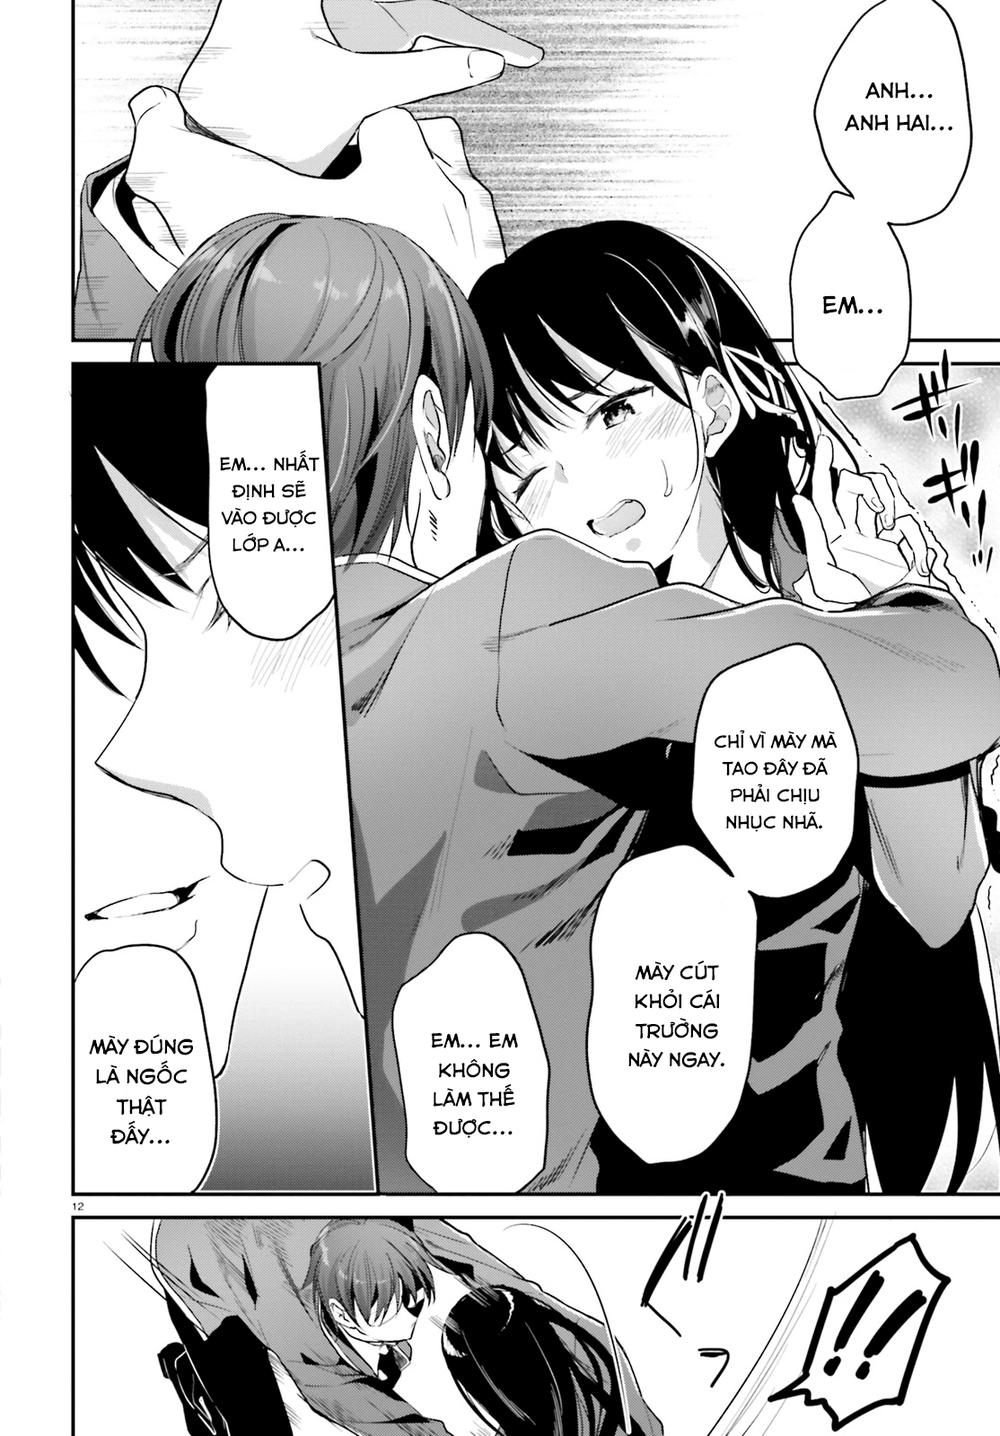 ANH...
ANH HAI...
EM...
CHỈ VÌ MÀY MÀ
TAO ĐÂY ĐÃ
PHẢI CHỊU
NHỤC NHÃ.
MÀY CÚT
KHỎI CÁI
TRƯỜNG
NÀY NGAY.
EM... EM
KHÔNG
LÀM THẾ
ĐƯỢC...
EM... NHẤT
ĐỊNH SẼ
VÀO ĐƯỢC
LỚP A...
MÀY ĐÚNG
LÀ NGỐC
THẬT
ĐẤY...
12
!!